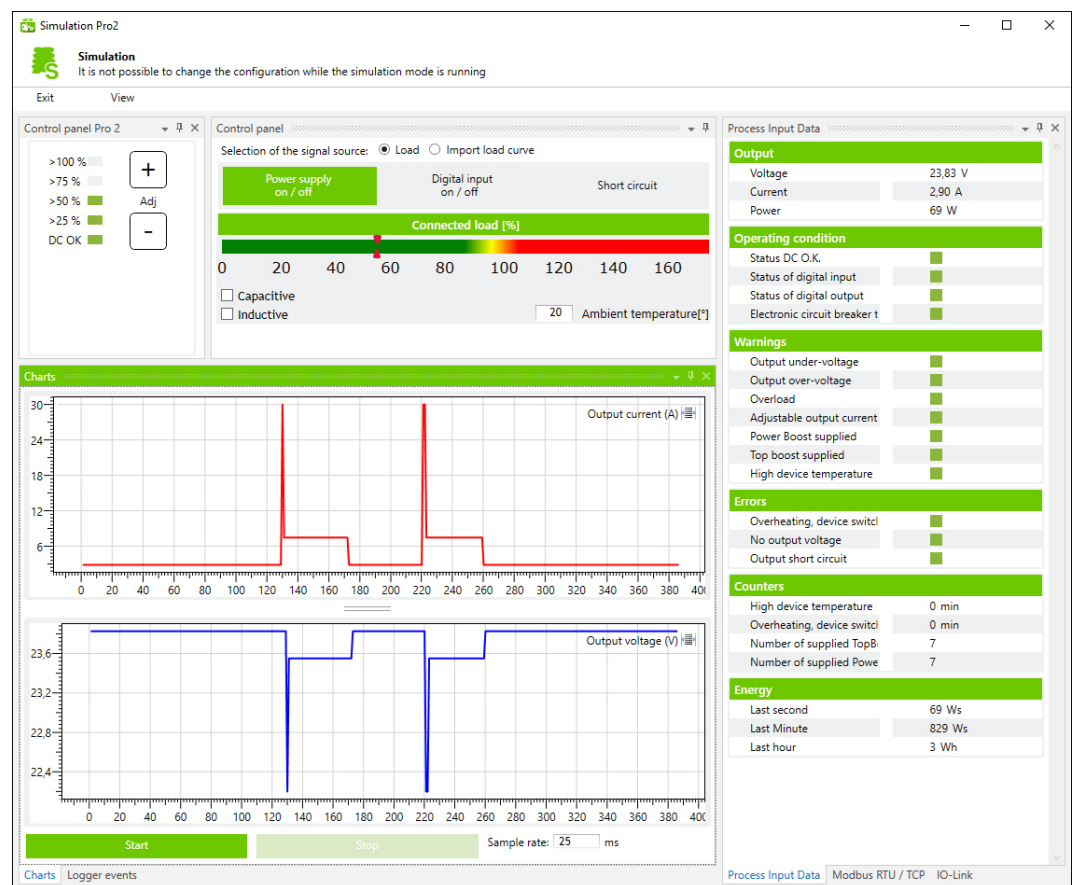 Simulation Pro2
Simulation
It is not possible to change the configuration while the simulation mode is running
Exit View
Control panel Pro 2
>100 %
>75 %
>50 %
>25 %
DC OK
+
Adj
-
Control panel
Selection of the signal source: Load Import load curve
Power supply
on / off
Digital input
on / off
Short circuit
Connected load [%]
0 20 40 60 80 100 120 140 160
Capacitive
Inductive
20 Ambient temperature[°]
Charts
Output current (A)
30
24
18
12
6
0 20 40 60 80 100 120 140 160 180 200 220 240 260 280 300 320 340 360 380 400
Output voltage (V)
23,6
23,2
22,8
22,4
0 20 40 60 80 100 120 140 160 180 200 220 240 260 280 300 320 340 360 380 400
Start Stop Sample rate: 25 ms
Charts Logger events
Process Input Data
Output
Voltage 23,83 V
Current 2,90 A
Power 69 W
Operating condition
Status DC O.K.
Status of digital input
Status of digital output
Electronic circuit breaker t
Warnings
Output under-voltage
Output over-voltage
Overload
Adjustable output current
Power Boost supplied
Top boost supplied
High device temperature
Errors
Overheating, device switcl
No output voltage
Output short circuit
Counters
High device temperature 0 min
Overheating, device switcl 0 min
Number of supplied TopB 7
Number of supplied Powe 7
Energy
Last second 69 Ws
Last Minute 829 Ws
Last hour 3 Wh
Process Input Data Modbus RTU / TCP IO-Link